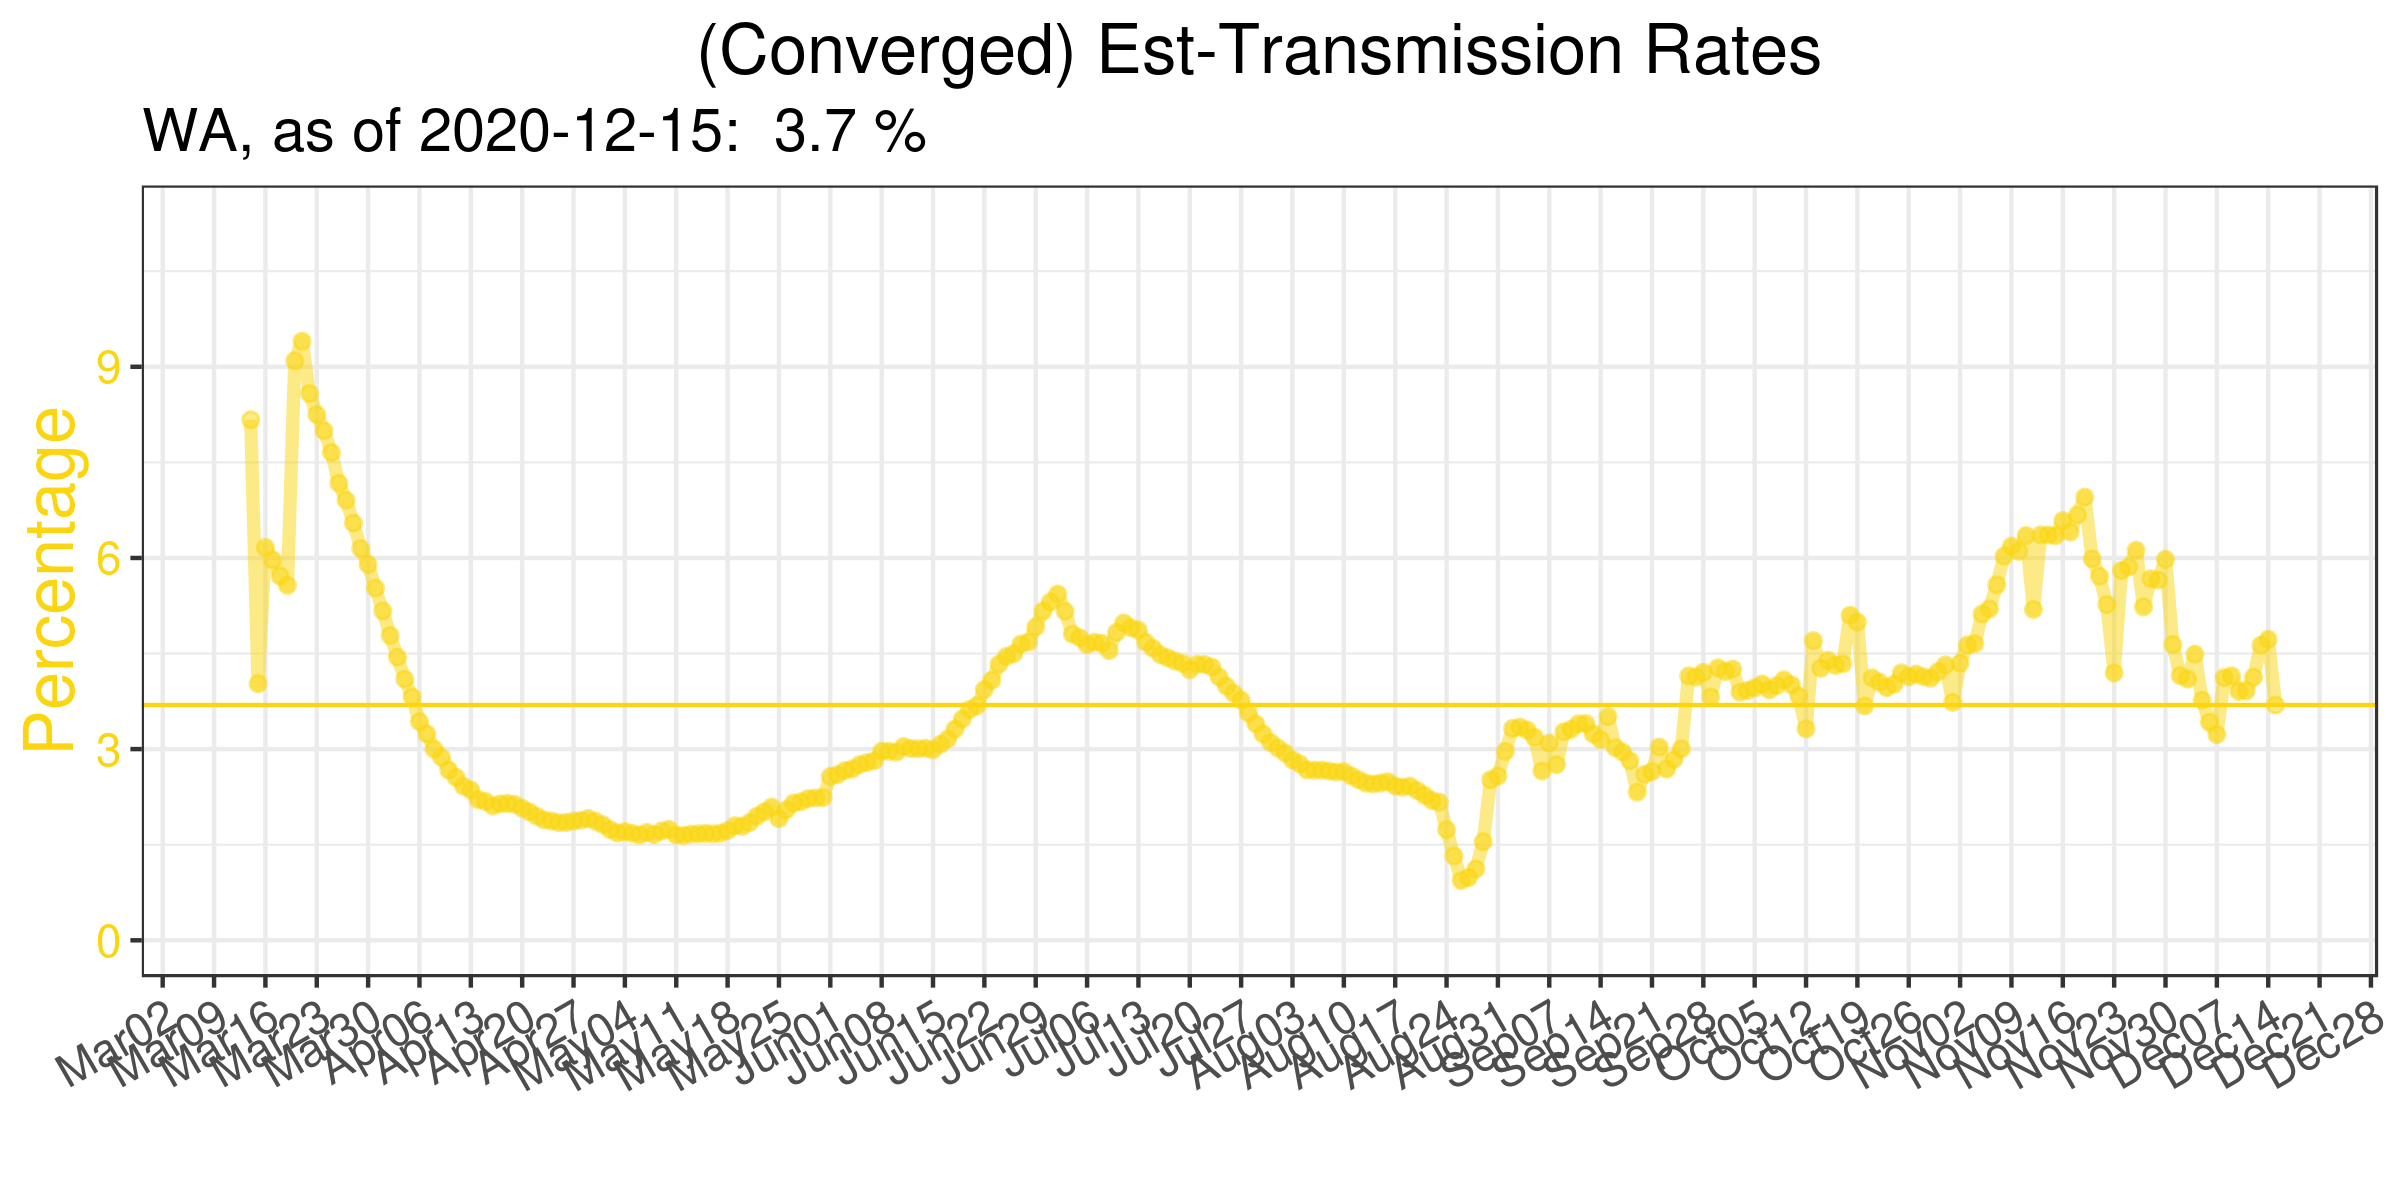 (Converged) Est-Transmission Rates
WA, as of 2020-12-15:  3.7 %
Percentage
9
6
3
0
Mar02
Mar09
Mar16
Mar23
Mar30
Apr06
Apr13
Apr20
Apr27
May04
May11
May18
May25
Jun01
Jun08
Jun15
Jun22
Jun29
Jul06
Jul13
Jul20
Jul27
Aug03
Aug10
Aug17
Aug24
Aug31
Sep07
Sep14
Sep21
Sep28
Oct05
Oct12
Oct19
Oct26
Nov02
Nov09
Nov16
Nov23
Nov30
Dec07
Dec14
Dec21
Dec28